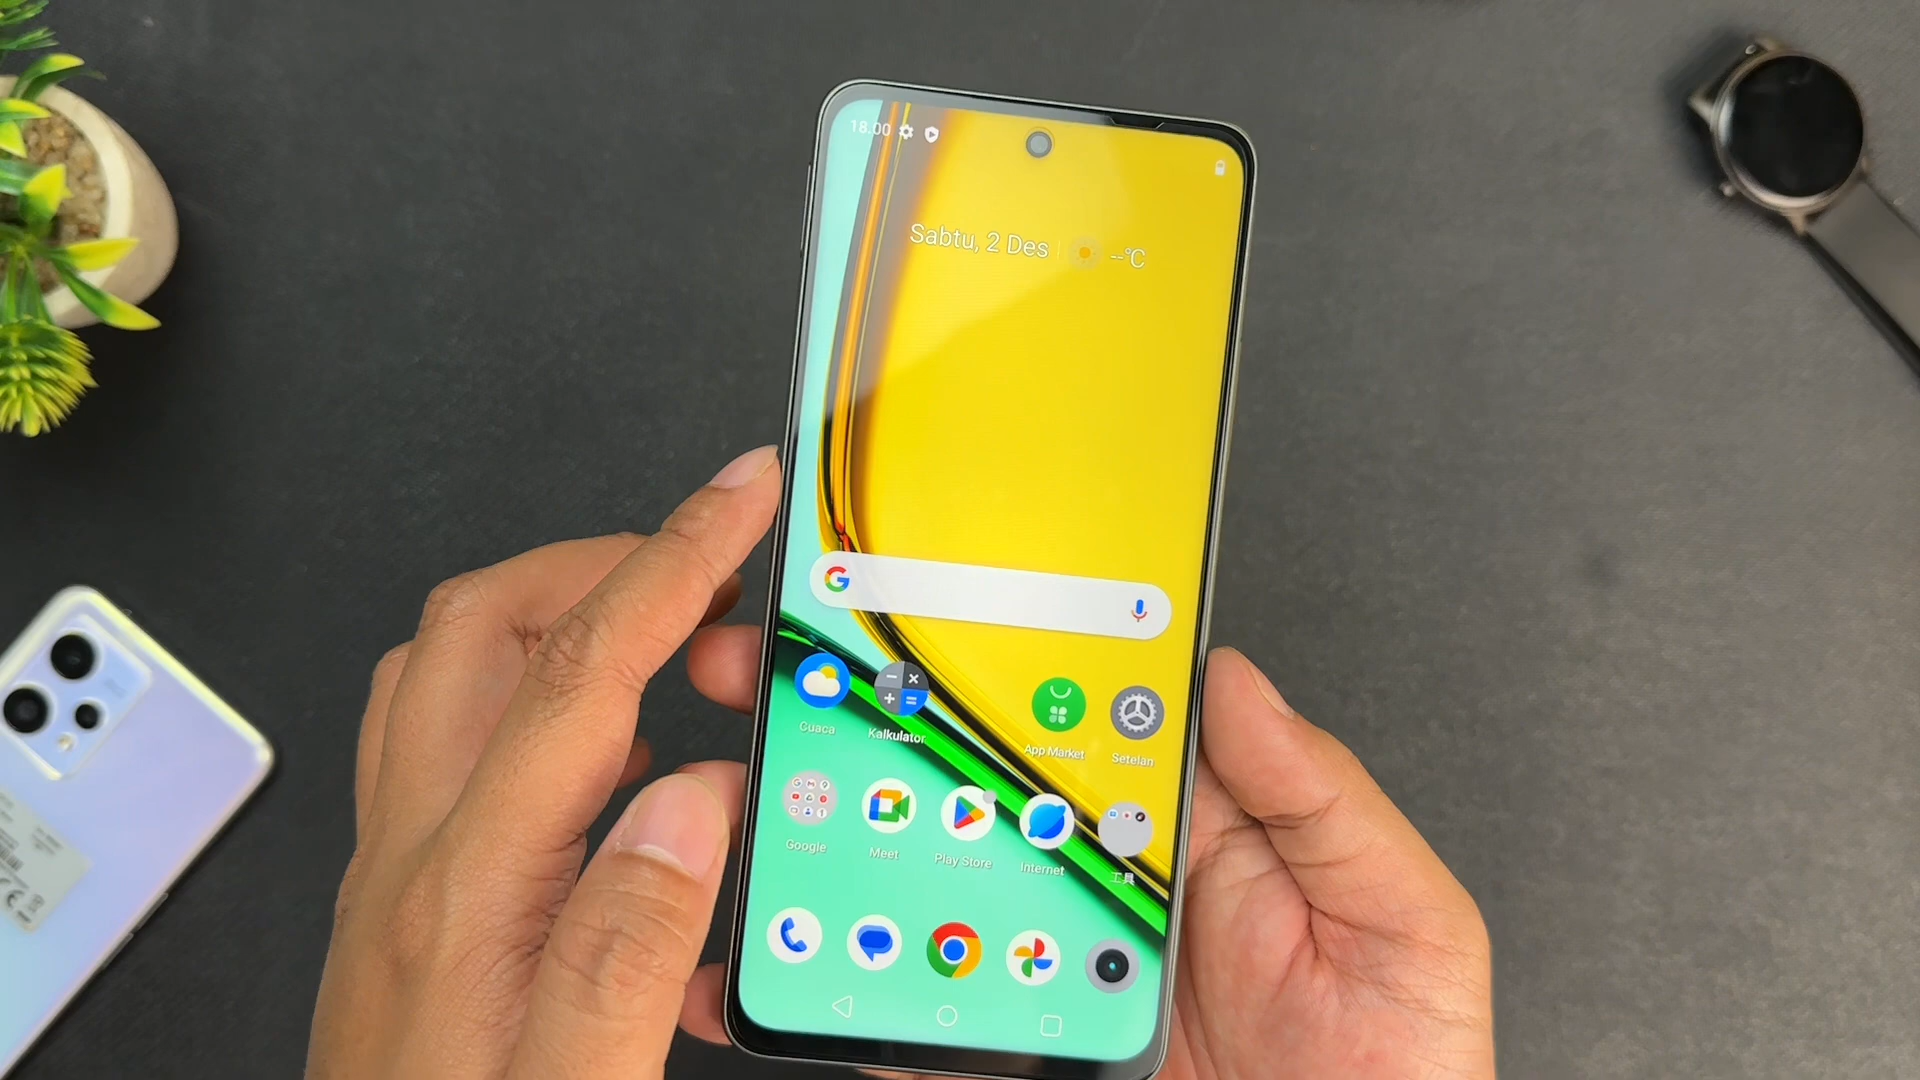 18.00
Sabtu, 2 Des --°C
Cuaca Kalkulator App Market Setelan
Google Meet Play Store Internet 工具